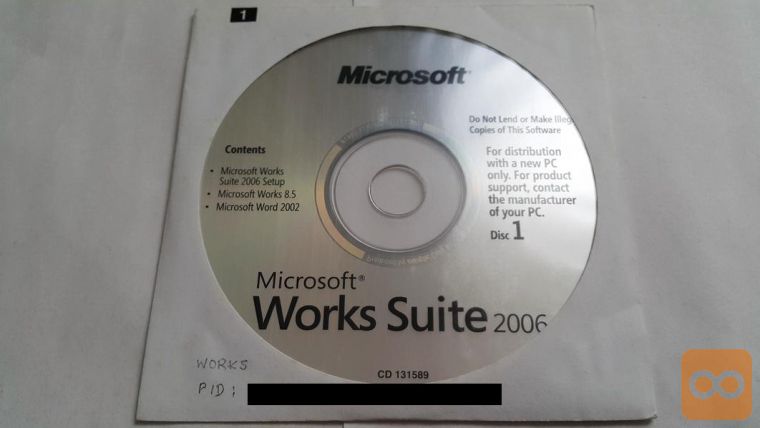 1
Microsoft
Do Not Lend or Make Illeg
Copies of This Software
Contents
• Microsoft Works
Suite 2006 Setup
• Microsoft Works 8.5
• Microsoft Word 2002
For distribution
with a new PC
only. For product
support, contact
the manufacturer
of your PC.
Disc 1
Microsoft®
Works Suite 2006
CD 131589
WORKS
PID: